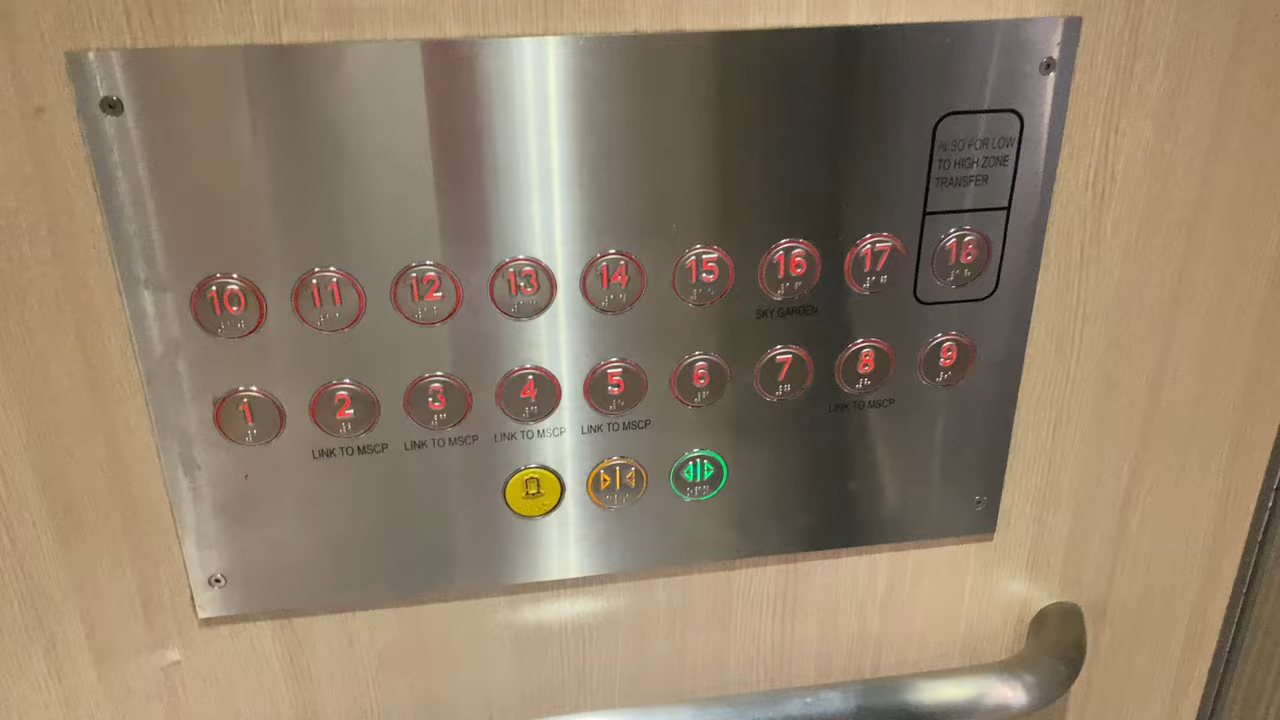 ALSO FOR LOW
TO HIGH ZONE
TRANSFER
10 11 12 13 14 15 16 17 18
SKY GARDEN
1 2 3 4 5 6 7 8 9
LINK TO MSCP LINK TO MSCP LINK TO MSCP LINK TO MSCP LINK TO MSCP